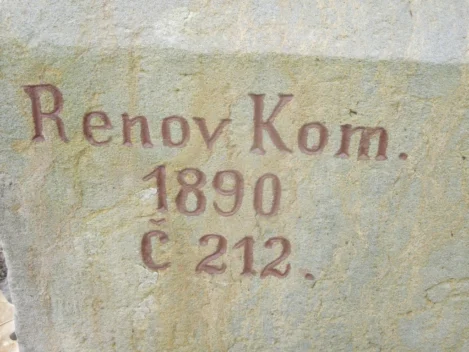 Renov Kom.
1890
Č 212.